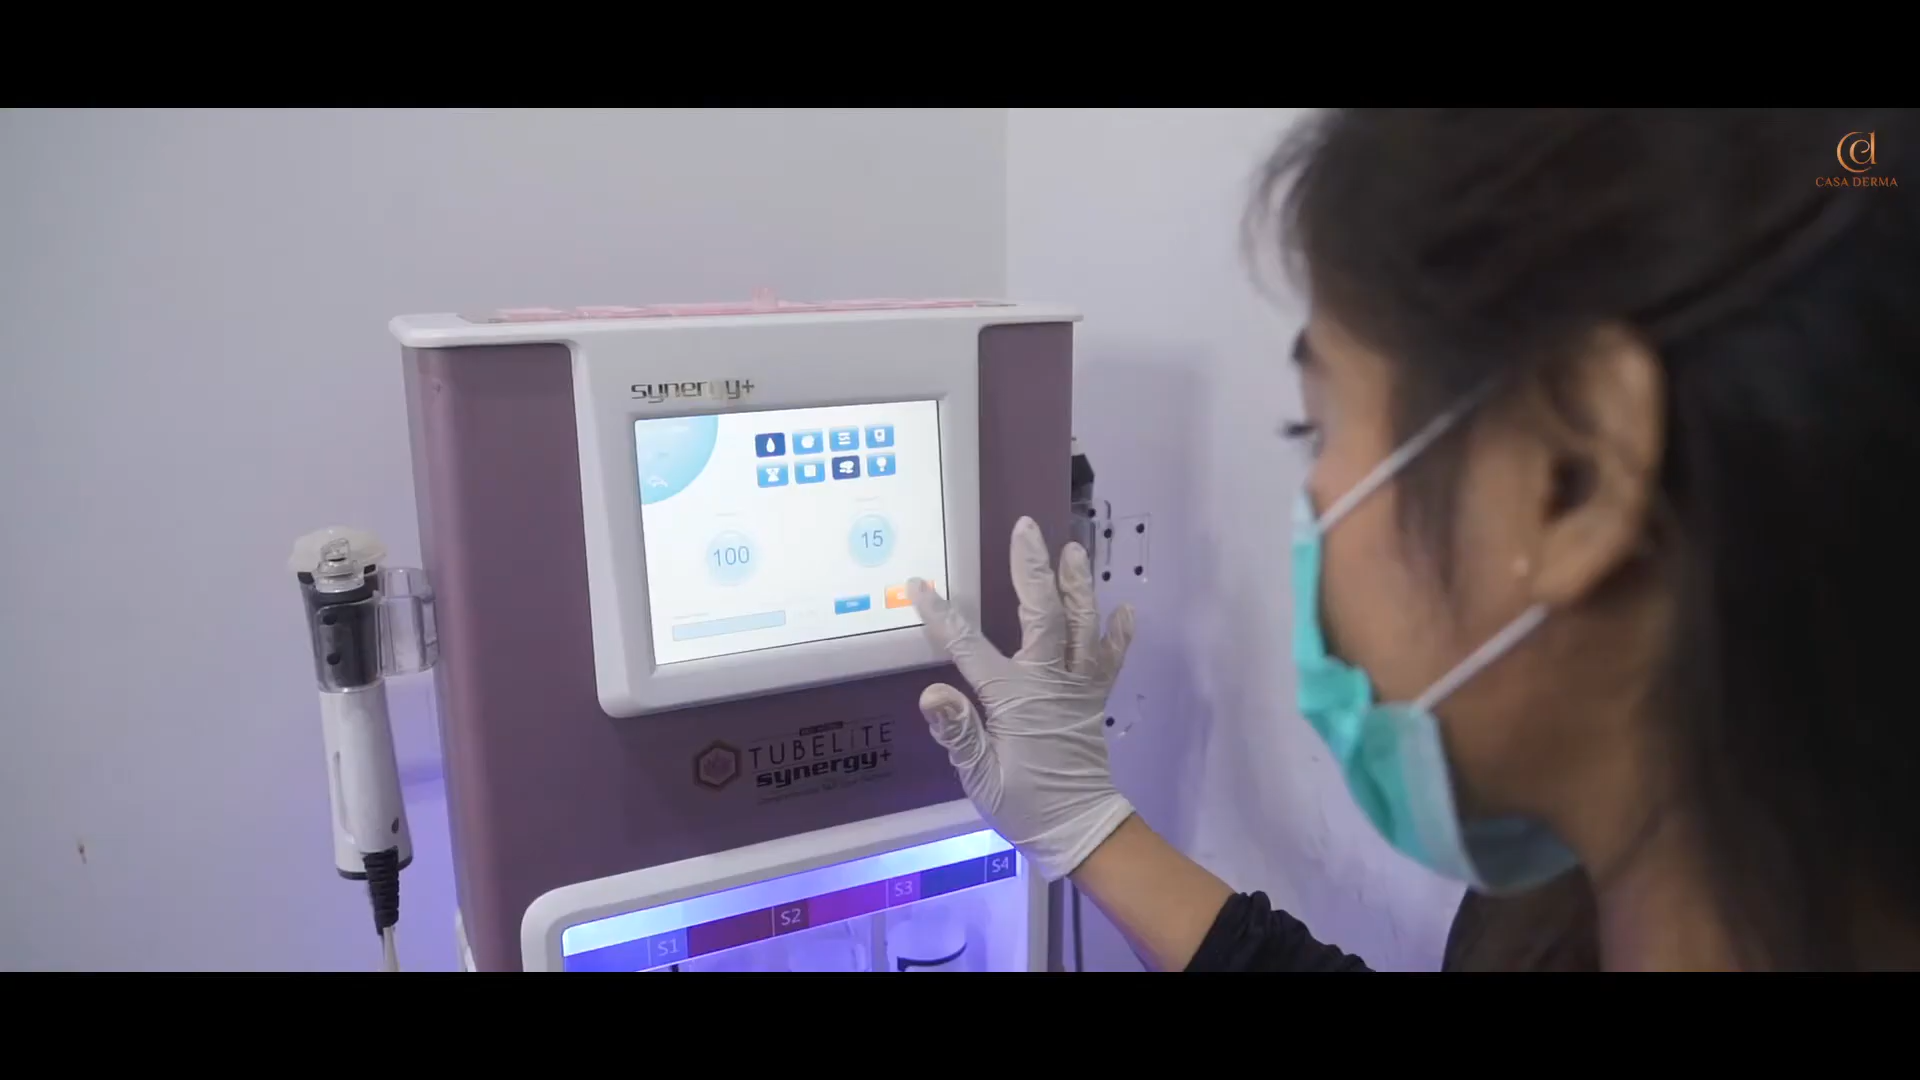 CASA DERMA
synergy+
100
15
TUBELiTE
synergy+
S1
S2
S3
S4